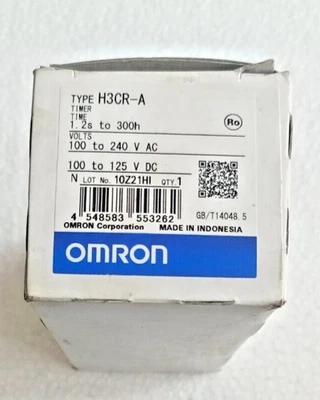 TYPE H3CR-A
TIMER
TIME
1.2s to 300h
VOLTS
100 to 240 V AC
100 to 125 V DC
Ro
N LOT No. 10Z21HI QTY.1
4 548583 553262
GB/T14048.5
OMRON Corporation MADE IN INDONESIA
OMRON